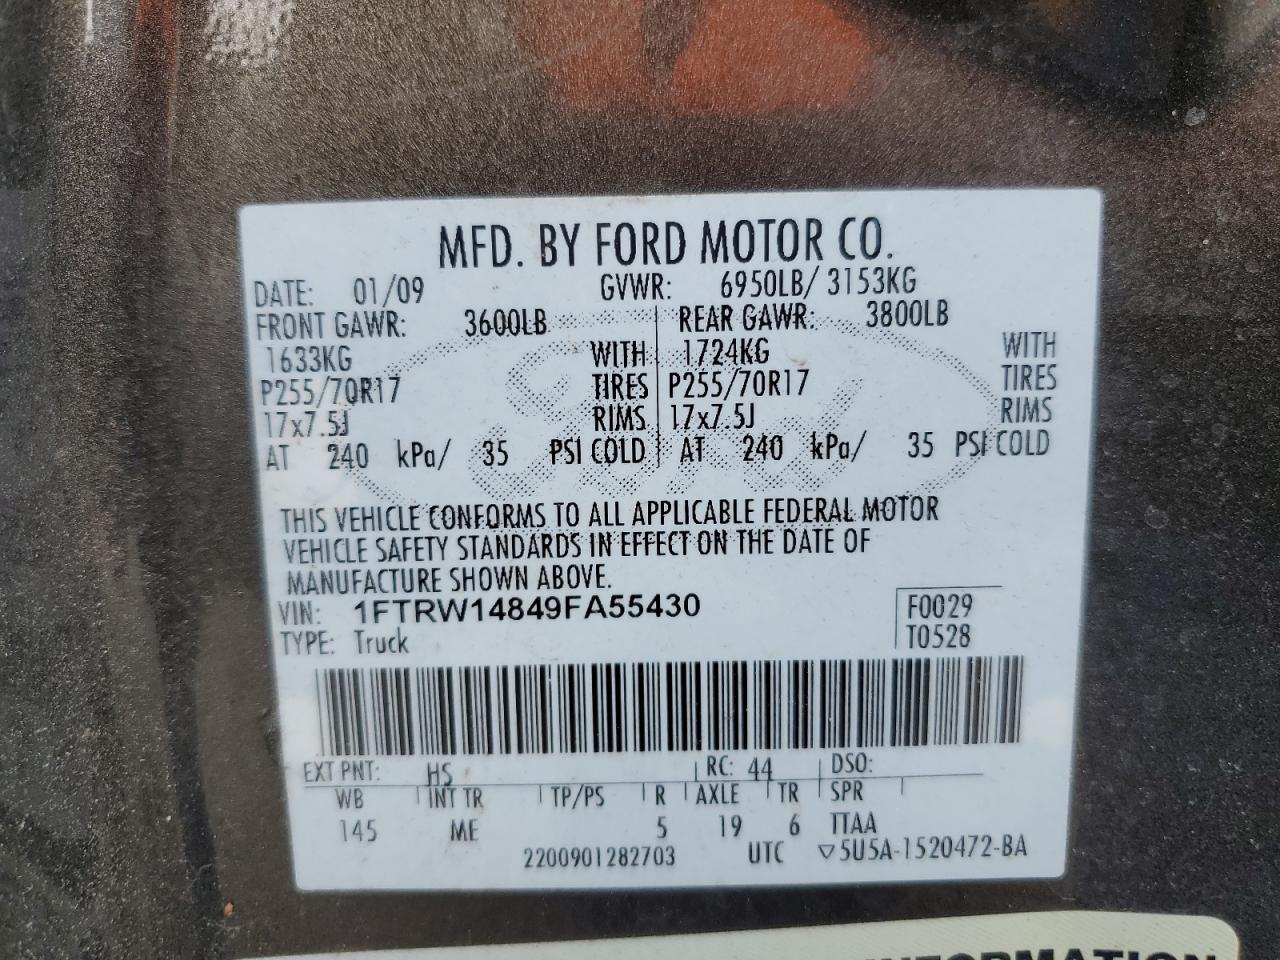 MFD. BY FORD MOTOR CO.
DATE: 01/09 GVWR: 6950LB/ 3153KG
FRONT GAWR: 3600LB REAR GAWR: 3800LB
1633KG WITH 1724KG WITH
P255/70R17 TIRES P255/70R17 TIRES
17x7.5J RIMS 17x7.5J RIMS
AT 240 kPa/ 35 PSI COLD AT 240 kPa/ 35 PSI COLD
THIS VEHICLE CONFORMS TO ALL APPLICABLE FEDERAL MOTOR
VEHICLE SAFETY STANDARDS IN EFFECT ON THE DATE OF
MANUFACTURE SHOWN ABOVE.
VIN: 1FTRW14849FA55430 F0029
TYPE: Truck T0528
EXT PNT: HS RC: 44 DSO:
WB INT TR TP/PS R AXLE TR SPR
145 ME 5 19 6 TTAA
2200901282703 UTC ▽5U5A-1520472-BA
INFORMATION